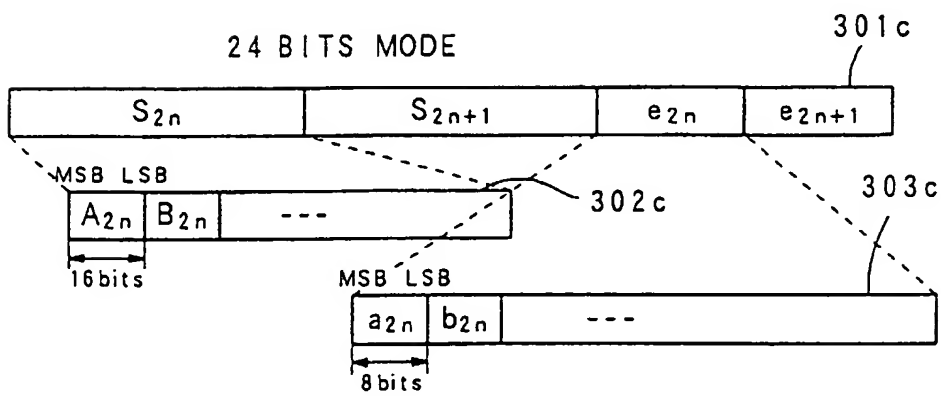 301c
24 BITS MODE
S2n S2n+1 e2n e2n+1
MSB LSB
302c
303c
A2n B2n ---
16bits
MSB LSB
a2n b2n ---
8bits